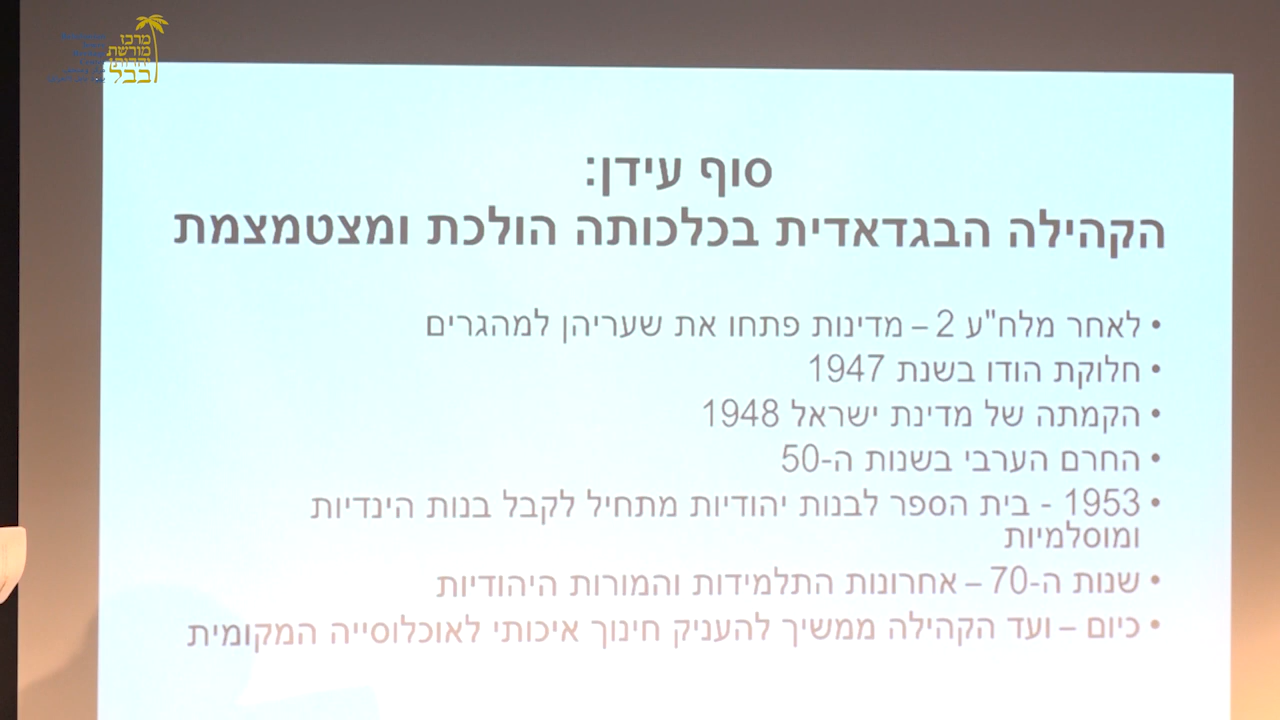 מרכז
מורשת
יהדות
בבל
סוף עידן:
הקהילה הבגדאדית בכלכותה הולכת ומצטמצמת
• לאחר מלח"ע 2 – מדינות פתחו את שעריהן למהגרים
• חלוקת הודו בשנת 1947
• הקמתה של מדינת ישראל 1948
• החרם הערבי בשנות ה-50
• 1953 - בית הספר לבנות יהודיות מתחיל לקבל בנות הינדיות
ומוסלמיות
• שנות ה-70 – אחרונות התלמידות והמורות היהודיות
• כיום – ועד הקהילה ממשיך להעניק חינוך איכותי לאוכלוסייה המקומית